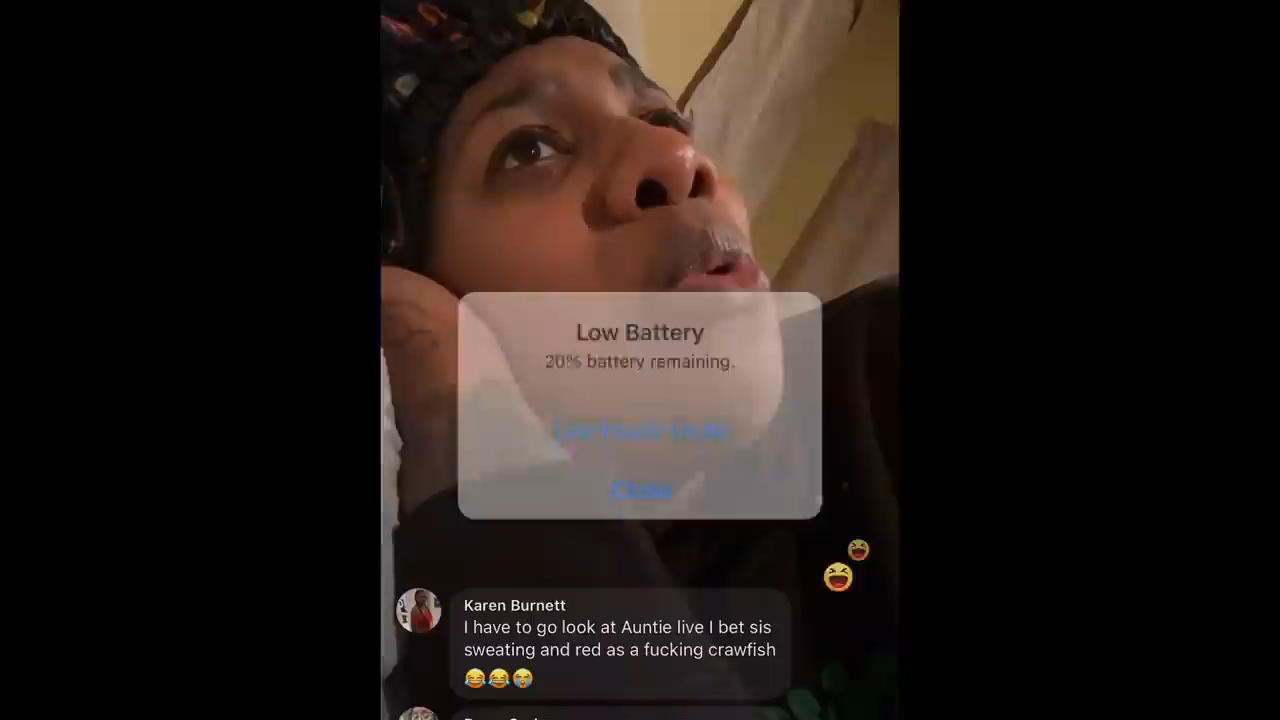 Low Battery
20% battery remaining.
Low Power Mode
Close
Karen Burnett
I have to go look at Auntie live I bet sis
sweating and red as a fucking crawfish
😂😂😭